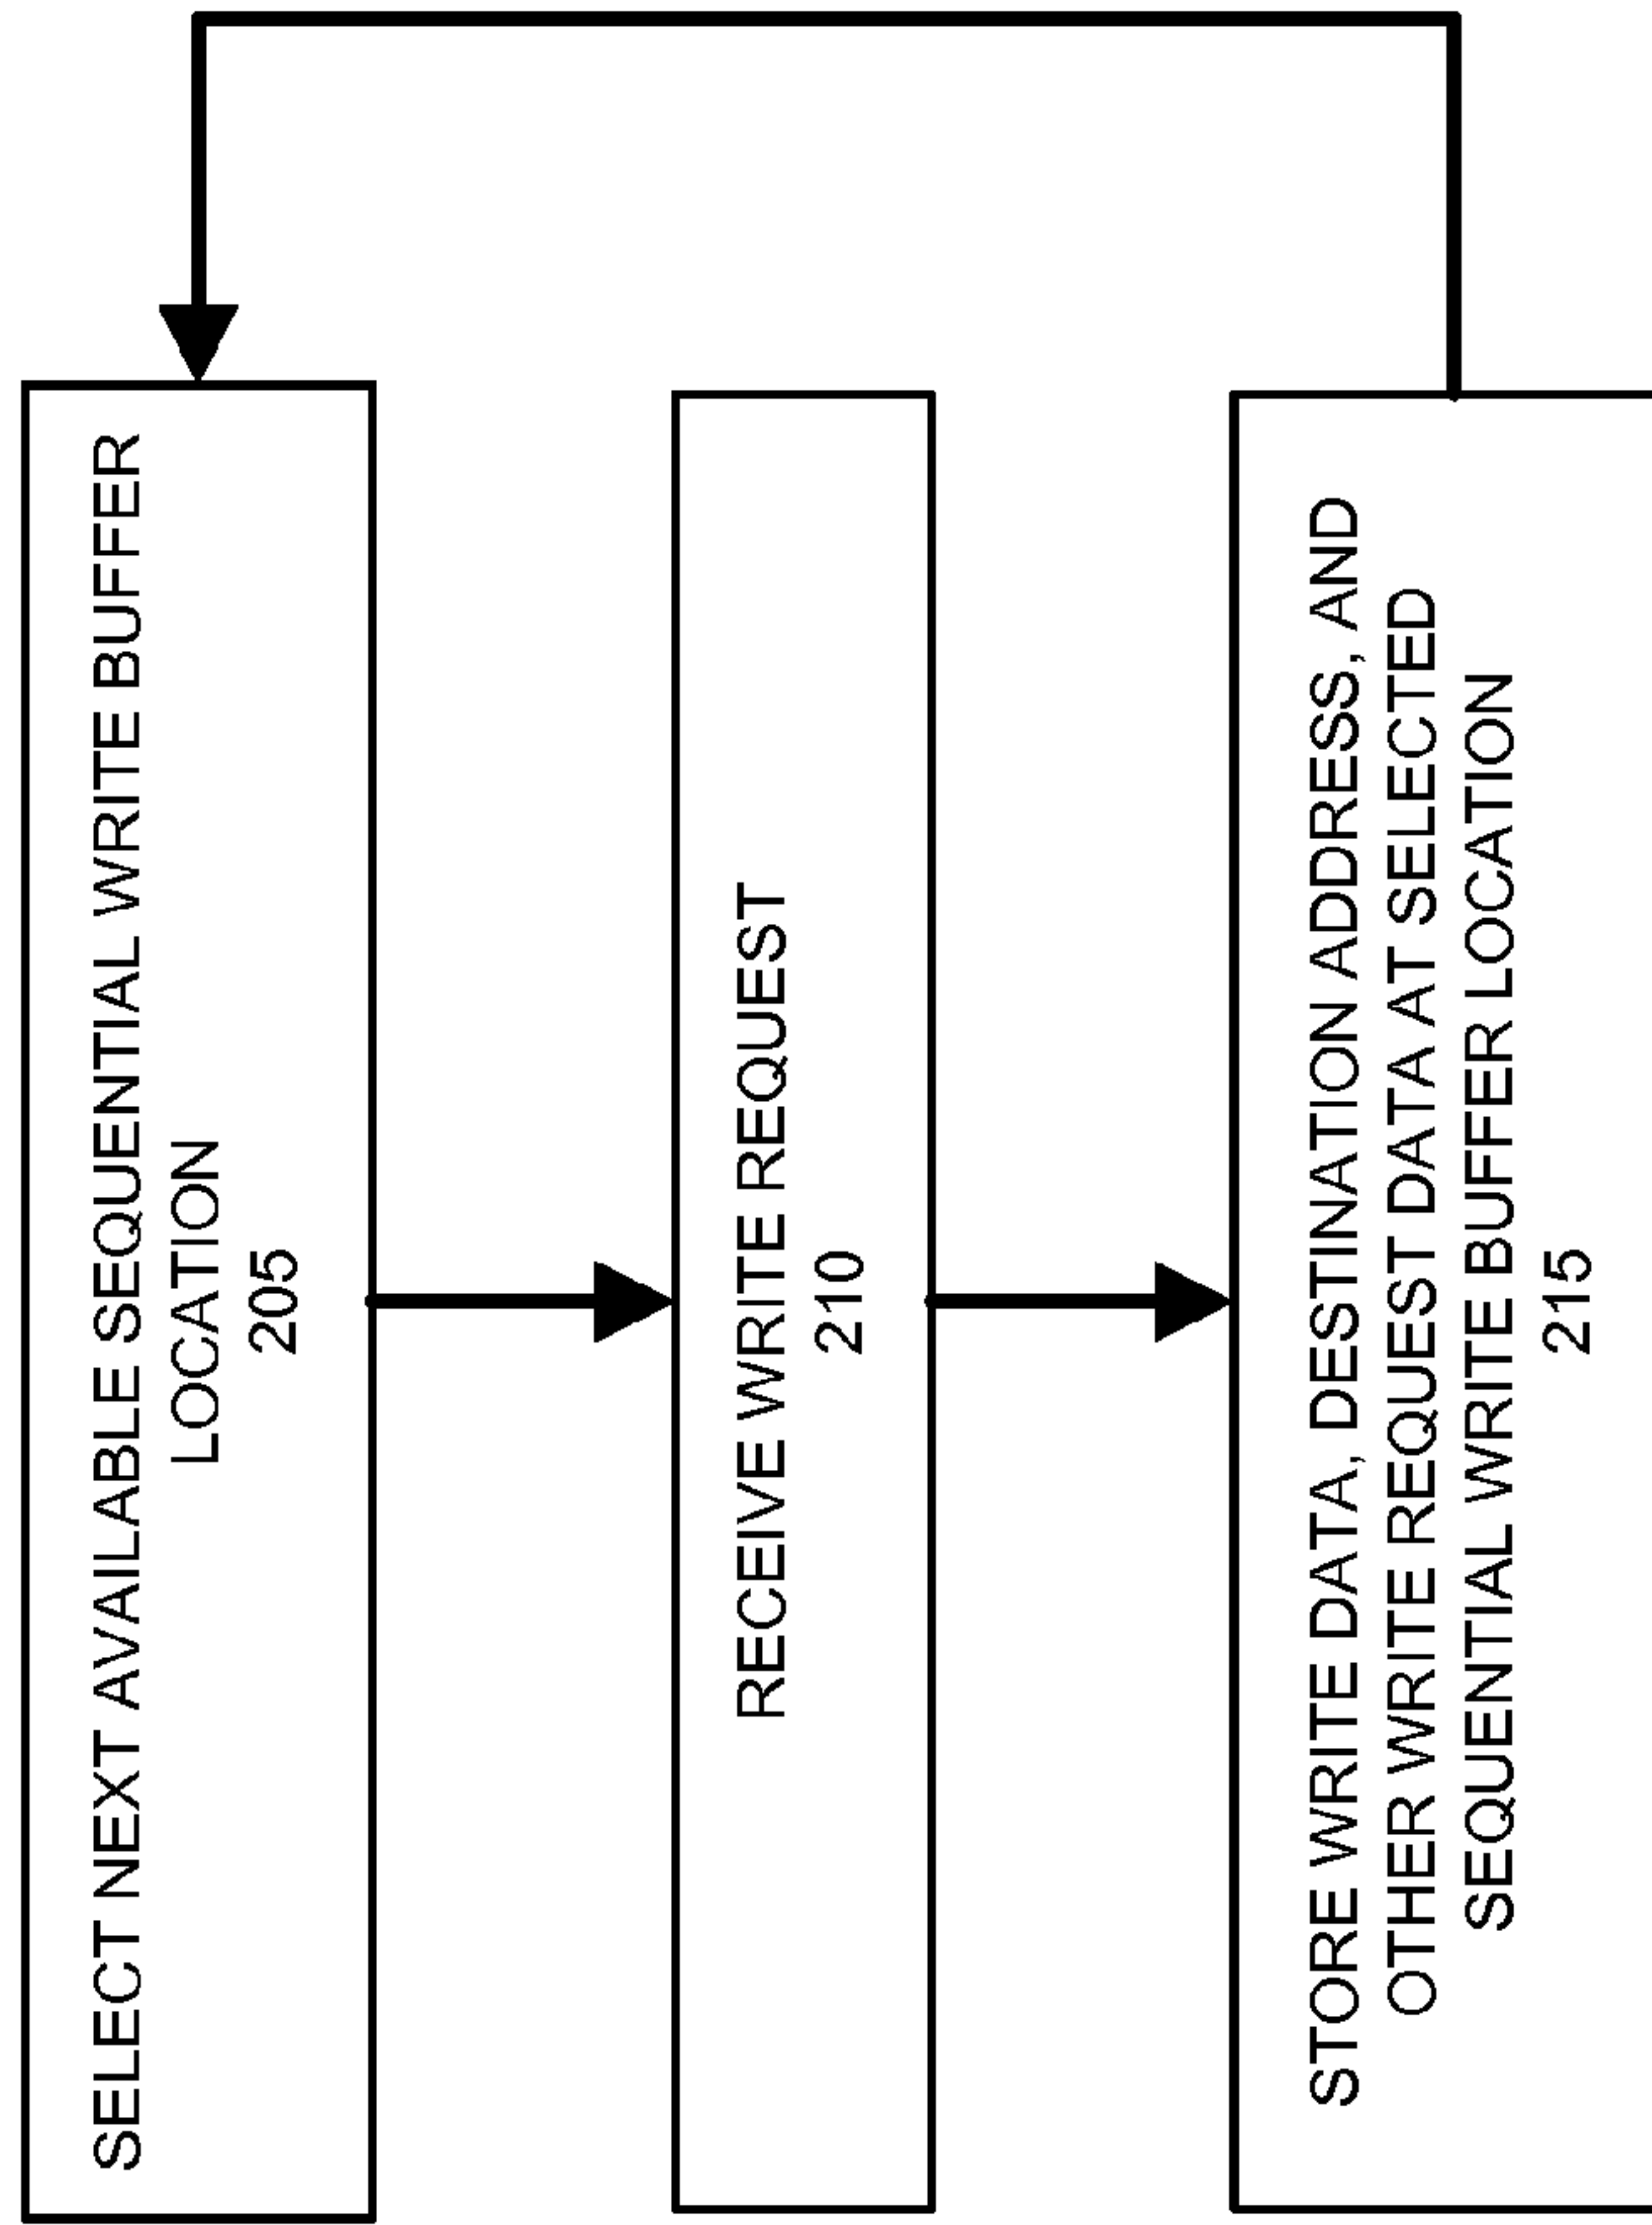 SELECT NEXT AVAILABLE SEQUENTIAL WRITE BUFFER
LOCATION
205
RECEIVE WRITE REQUEST
210
STORE WRITE DATA, DESTINATION ADDRESS, AND
OTHER WRITE REQUEST DATA AT SELECTED
SEQUENTIAL WRITE BUFFER LOCATION
215